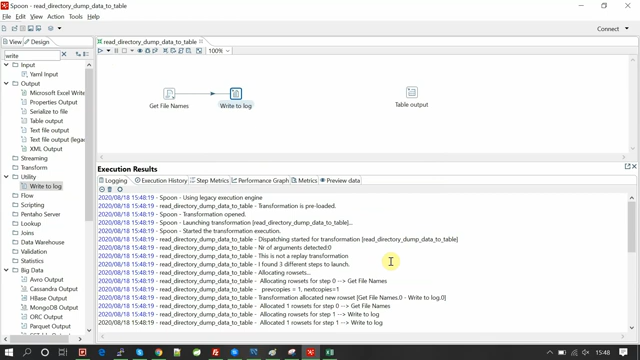 Spoon - read_directory_dump_data_to_table
File Edit View Action Tools Help
Connect
View Design
read_directory_dump_data_to_table
write
100%
Input
Yaml Input
Output
Microsoft Excel Write
Properties Output
Serialize to file
Table output
Text file output
Text file output (lega
XML Output
Streaming
Transform
Utility
Write to log
Flow
Scripting
Pentaho Server
Lookup
Joins
Data Warehouse
Validation
Statistics
Big Data
Avro Output
Cassandra Output
HBase Output
MongoDB Output
ORC Output
Parquet Output
Get File Names
Write to log
Table output
Execution Results
Logging Execution History Step Metrics Performance Graph Metrics Preview data
2020/08/18 15:48:19 - Spoon - Using legacy execution engine
2020/08/18 15:48:19 - read_directory_dump_data_to_table - Transformation is pre-loaded.
2020/08/18 15:48:19 - Spoon - Transformation opened.
2020/08/18 15:48:19 - Spoon - Launching transformation [read_directory_dump_data_to_table]...
2020/08/18 15:48:19 - Spoon - Started the transformation execution.
2020/08/18 15:48:19 - read_directory_dump_data_to_table - Dispatching started for transformation [read_directory_dump_data_to_table]
2020/08/18 15:48:19 - read_directory_dump_data_to_table - Nr of arguments detected:0
2020/08/18 15:48:19 - read_directory_dump_data_to_table - This is not a replay transformation
2020/08/18 15:48:19 - read_directory_dump_data_to_table - I found 3 different steps to launch.
2020/08/18 15:48:19 - read_directory_dump_data_to_table - Allocating rowsets...
2020/08/18 15:48:19 - read_directory_dump_data_to_table - Allocating rowsets for step 0 --> Get File Names
2020/08/18 15:48:19 - read_directory_dump_data_to_table - prevcopies = 1, nextcopies=1
2020/08/18 15:48:19 - read_directory_dump_data_to_table - Transformation allocated new rowset [Get File Names.0 - Write to log.0]
2020/08/18 15:48:19 - read_directory_dump_data_to_table - Allocated 1 rowsets for step 0 --> Get File Names
2020/08/18 15:48:19 - read_directory_dump_data_to_table - Allocating rowsets for step 1 --> Write to log
2020/08/18 15:48:19 - read_directory_dump_data_to_table - Allocated 1 rowsets for step 1 --> Write to log
15:48